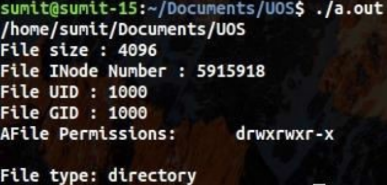 sumit@sumit-15:~/Documents/UOS$ ./a.out
/home/sumit/Documents/UOS
File size : 4096
File INode Number : 5915918
File UID : 1000
File GID : 1000
AFile Permissions: drwxrwxr-x
File type: directory